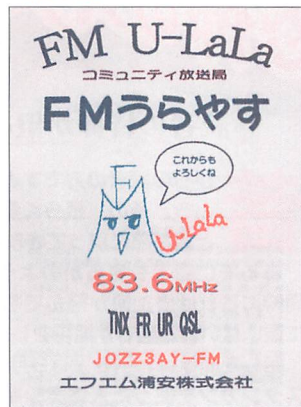 FM U-LaLa
コミュニティ放送局
FMうらやす
これからも
よろしくね
F
M
U-LaLa
83.6MHz
TNX FR UR QSL
JOZZ3AY-FM
エフエム浦安株式会社